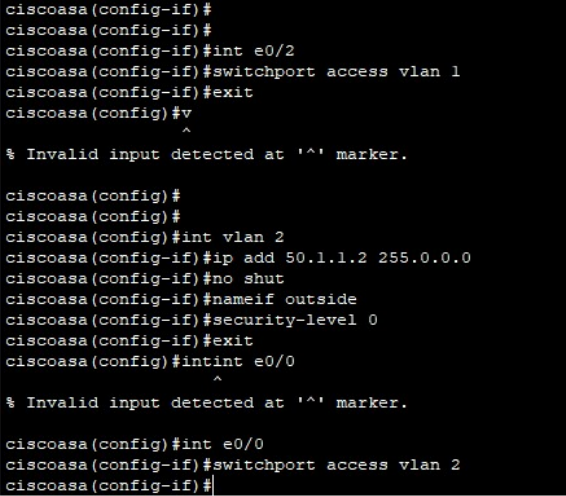 ciscoasa(config-if)#
ciscoasa(config-if)#
ciscoasa(config-if)#int e0/2
ciscoasa(config-if)#switchport access vlan 1
ciscoasa(config-if)#exit
ciscoasa(config)#v
^
% Invalid input detected at '^' marker.
ciscoasa(config)#
ciscoasa(config)#
ciscoasa(config)#int vlan 2
ciscoasa(config-if)#ip add 50.1.1.2 255.0.0.0
ciscoasa(config-if)#no shut
ciscoasa(config-if)#nameif outside
ciscoasa(config-if)#security-level 0
ciscoasa(config-if)#exit
ciscoasa(config)#intint e0/0
^
% Invalid input detected at '^' marker.
ciscoasa(config)#int e0/0
ciscoasa(config-if)#switchport access vlan 2
ciscoasa(config-if)#